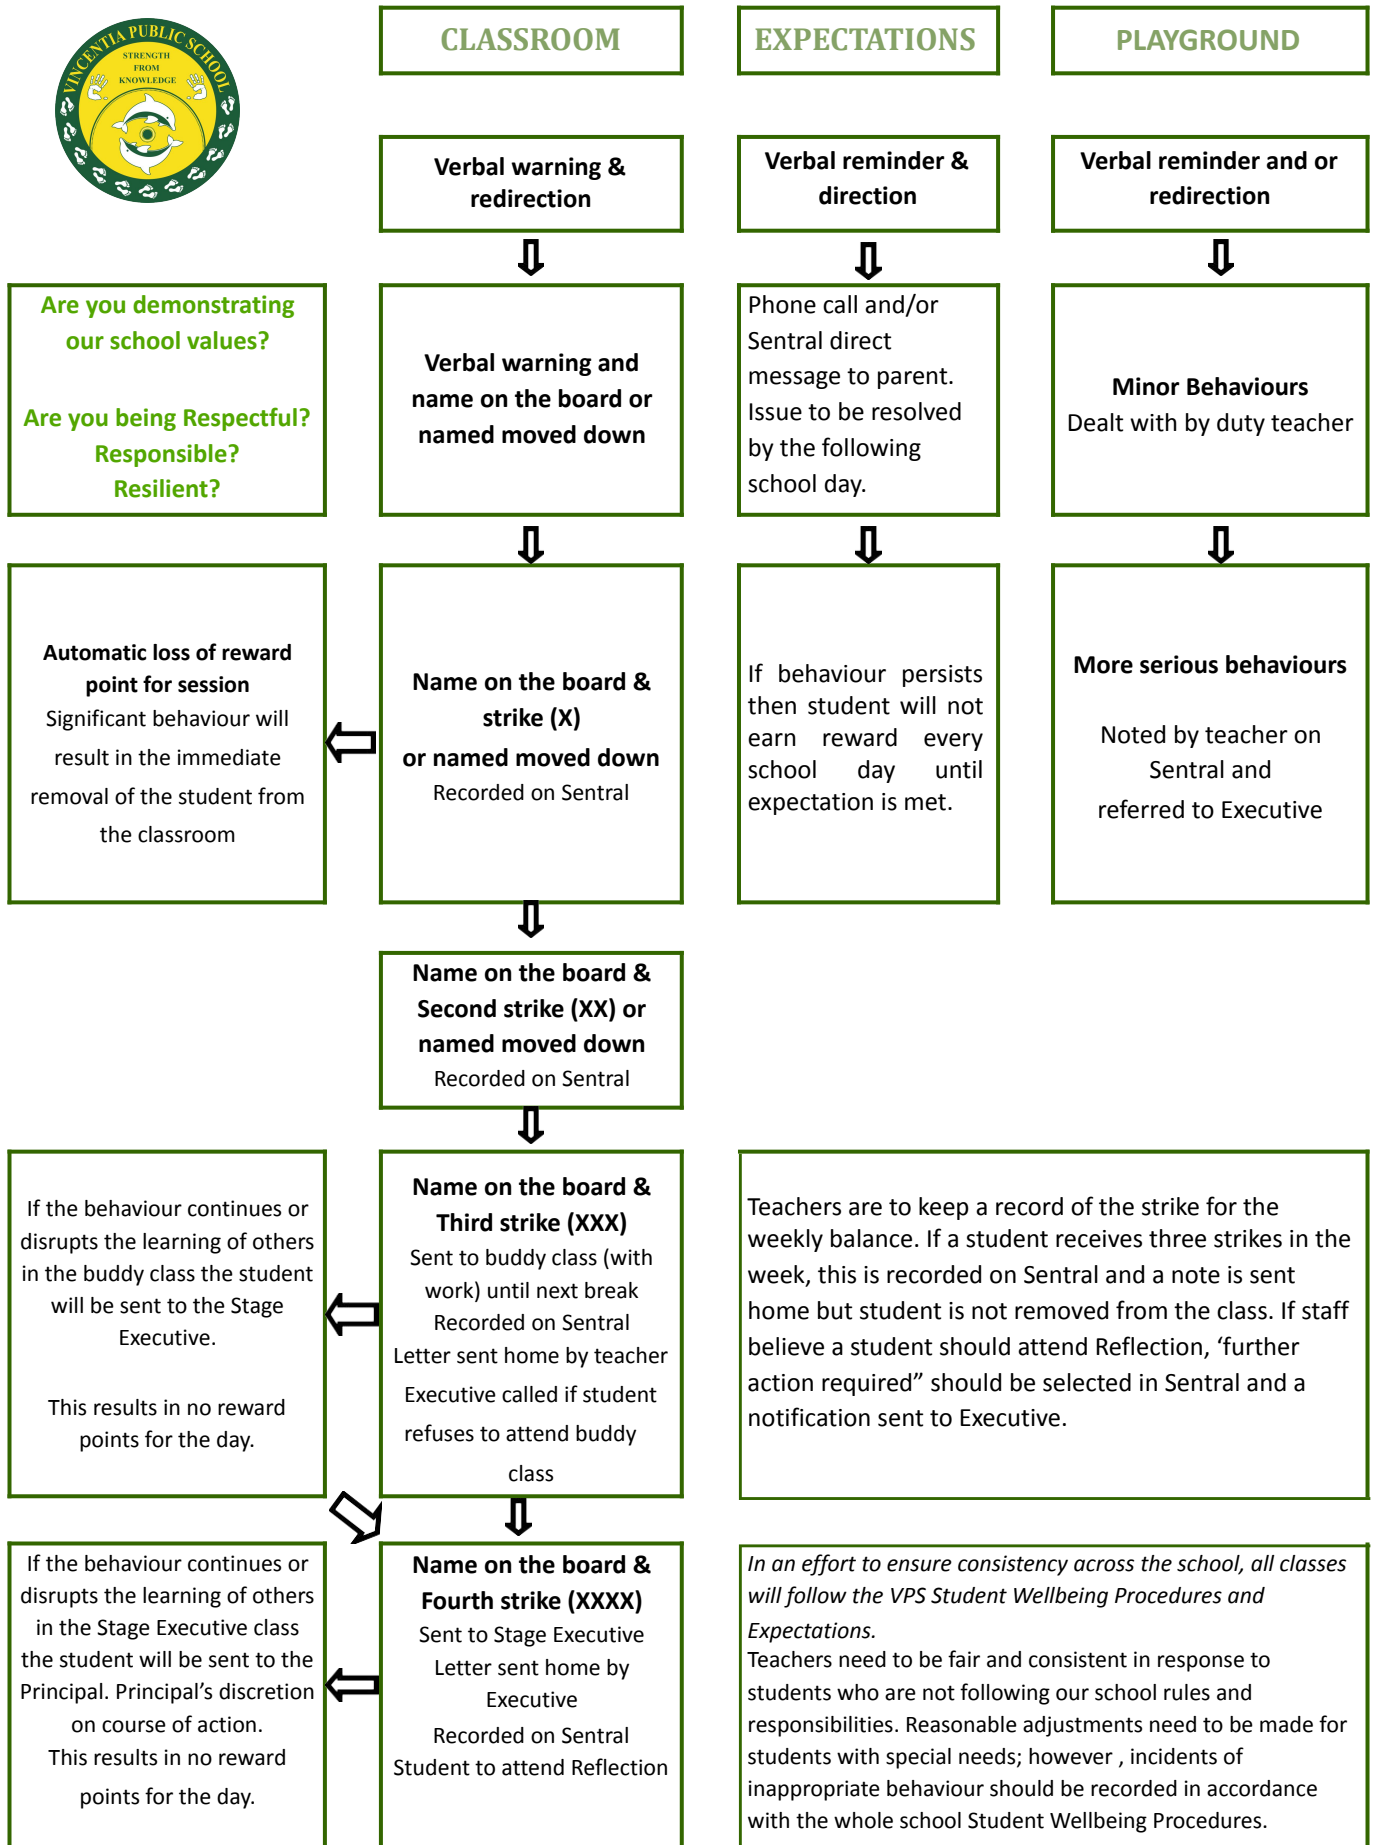 VINCENTIA PUBLIC SCHOOL
STRENGTH
FROM
KNOWLEDGE
CLASSROOM
EXPECTATIONS
PLAYGROUND
Verbal warning &
redirection
Verbal reminder &
direction
Verbal reminder and or
redirection
Are you demonstrating
our school values?
Are you being Respectful?
Responsible?
Resilient?
Verbal warning and
name on the board or
named moved down
Phone call and/or
Sentral direct
message to parent.
Issue to be resolved
by the following
school day.
Minor Behaviours
Dealt with by duty teacher
Automatic loss of reward
point for session
Significant behaviour will
result in the immediate
removal of the student from
the classroom
Name on the board &
strike (X)
or named moved down
Recorded on Sentral
If behaviour persists
then student will not
earn reward every
school day until
expectation is met.
More serious behaviours
Noted by teacher on
Sentral and
referred to Executive
Name on the board &
Second strike (XX) or
named moved down
Recorded on Sentral
If the behaviour continues or
disrupts the learning of others
in the buddy class the student
will be sent to the Stage
Executive.
This results in no reward
points for the day.
Name on the board &
Third strike (XXX)
Sent to buddy class (with
work) until next break
Recorded on Sentral
Letter sent home by teacher
Executive called if student
refuses to attend buddy
class
Teachers are to keep a record of the strike for the
weekly balance. If a student receives three strikes in the
week, this is recorded on Sentral and a note is sent
home but student is not removed from the class. If staff
believe a student should attend Reflection, ‘further
action required” should be selected in Sentral and a
notification sent to Executive.
If the behaviour continues or
disrupts the learning of others
in the Stage Executive class
the student will be sent to the
Principal. Principal’s discretion
on course of action.
This results in no reward
points for the day.
Name on the board &
Fourth strike (XXXX)
Sent to Stage Executive
Letter sent home by
Executive
Recorded on Sentral
Student to attend Reflection
In an effort to ensure consistency across the school, all classes
will follow the VPS Student Wellbeing Procedures and
Expectations.
Teachers need to be fair and consistent in response to
students who are not following our school rules and
responsibilities. Reasonable adjustments need to be made for
students with special needs; however , incidents of
inappropriate behaviour should be recorded in accordance
with the whole school Student Wellbeing Procedures.